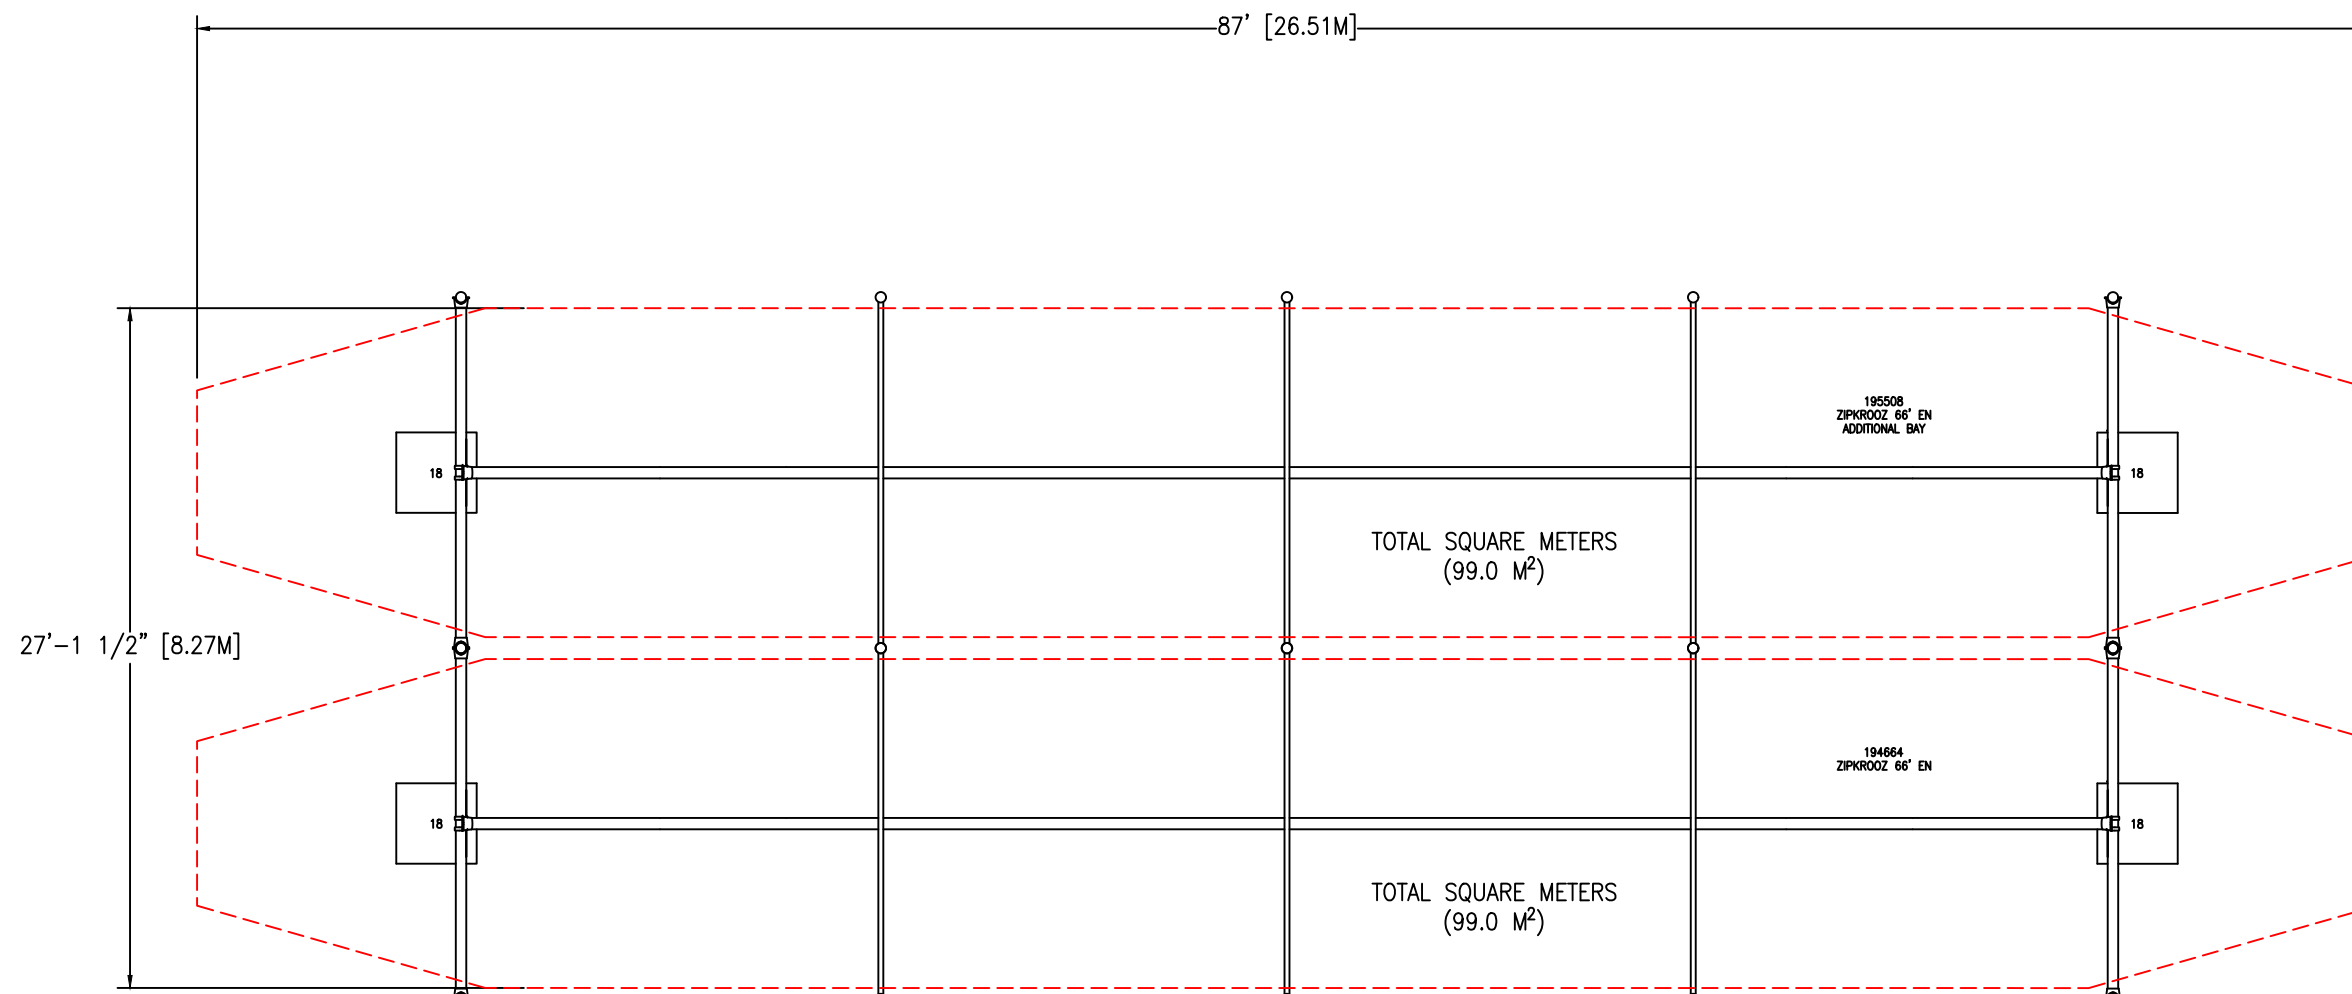 87' [26.51M]
195508
ZIPKROOZ 66' EN
ADDITIONAL BAY
18
18
TOTAL SQUARE METERS
(99.0 M²)
27'-1 1/2" [8.27M]
194664
ZIPKROOZ 66' EN
18
18
TOTAL SQUARE METERS
(99.0 M²)